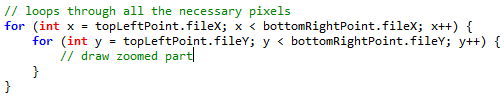 // loops through all the necessary pixels
for (int x = topLeftPoint.fileX; x < bottomRightPoint.fileX; x++) {
    for (int y = topLeftPoint.fileY; y < bottomRightPoint.fileY; y++) {
        // draw zoomed part
    }
}